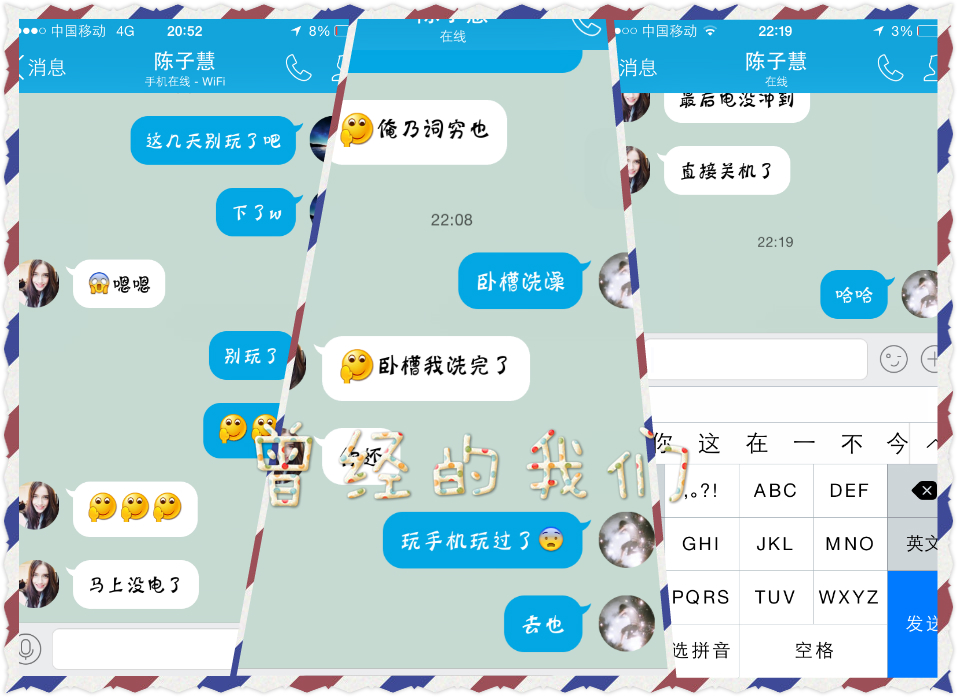 中国移动 4G 20:52 8%
消息
陈子慧
手机在线 - WiFi
这几天别玩了吧
下了w
嗯嗯
别玩了
马上没电了
陈子慧
在线
俺乃词穷也
22:08
卧槽洗澡
卧槽我洗完了
你还
玩手机玩过了
去也
曾经的我们
中国移动 22:19 3%
消息
陈子慧
在线
最后电没冲到
直接关机了
22:19
哈哈
你 这 在 一 不 今
,。?! ABC DEF
GHI JKL MNO 英文
PQRS TUV WXYZ
发送
选拼音 空格